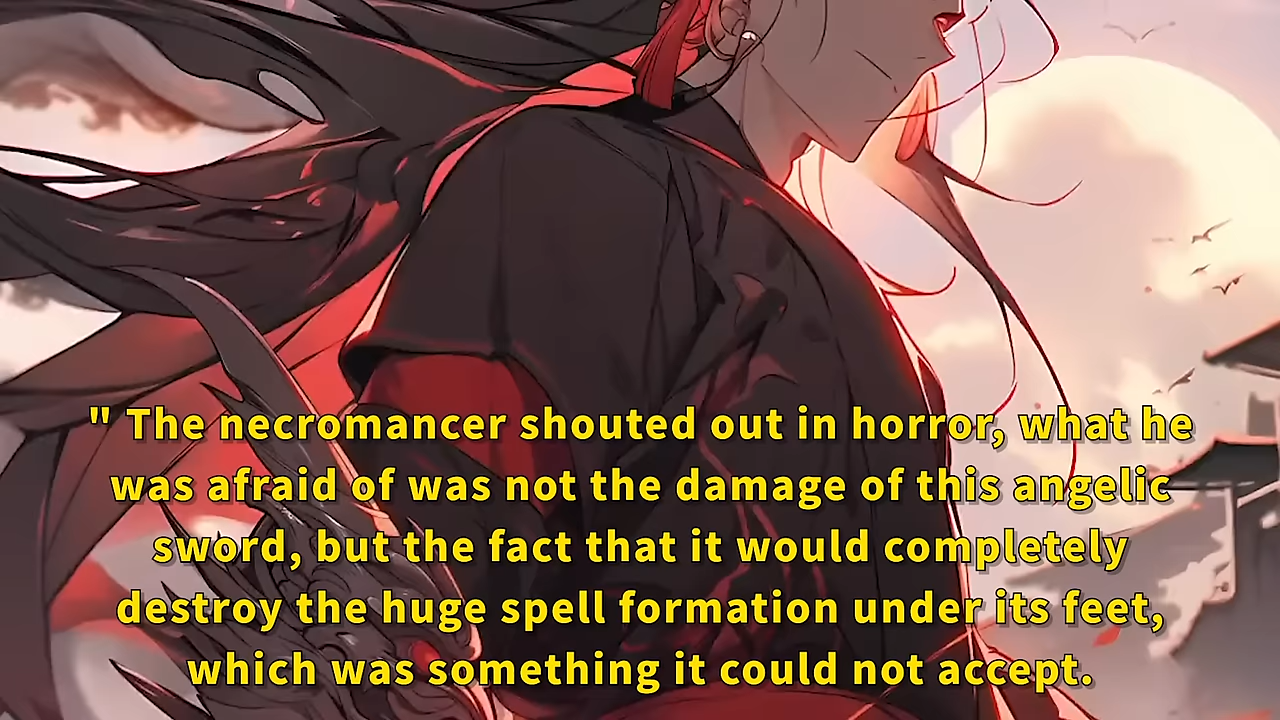 " The necromancer shouted out in horror, what he
was afraid of was not the damage of this angelic
sword, but the fact that it would completely
destroy the huge spell formation under its feet,
which was something it could not accept.